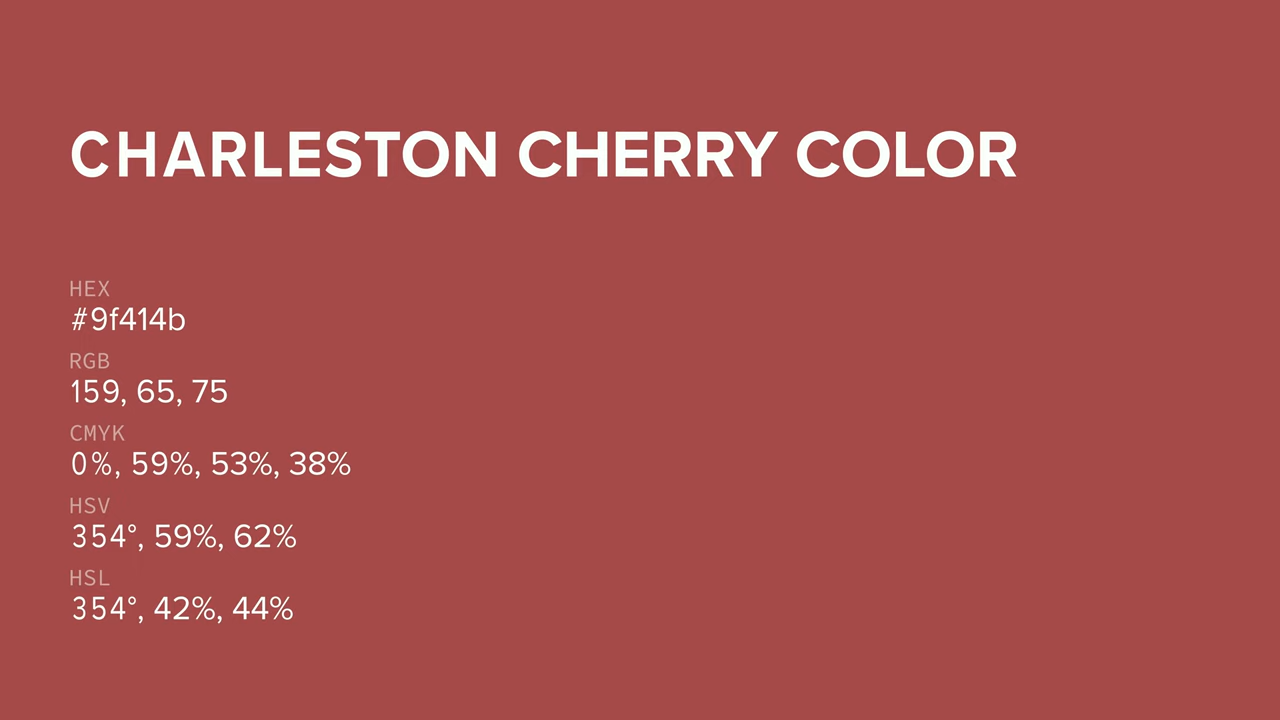 CHARLESTON CHERRY COLOR
HEX
#9f414b
RGB
159, 65, 75
CMYK
0%, 59%, 53%, 38%
HSV
354°, 59%, 62%
HSL
354°, 42%, 44%